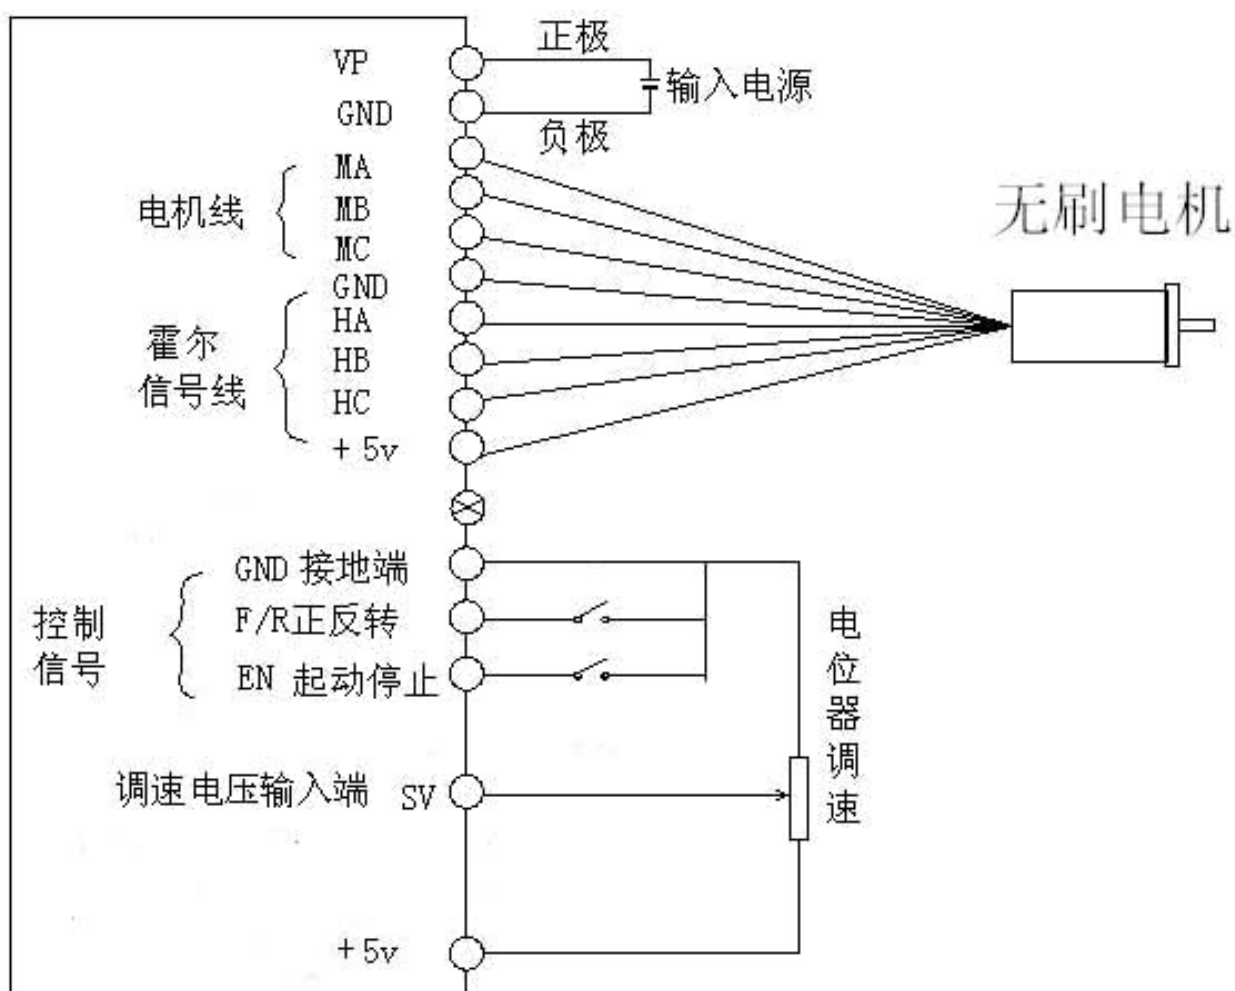 正极
VP
输入电源
GND
负极
MA
电机线
MB
MC
无刷电机
GND
HA
霍尔
信号线
HB
HC
+5v
GND 接地端
F/R正反转
控制
信号
EN 起动停止
电位器调速
调速电压输入端 SV
+5v